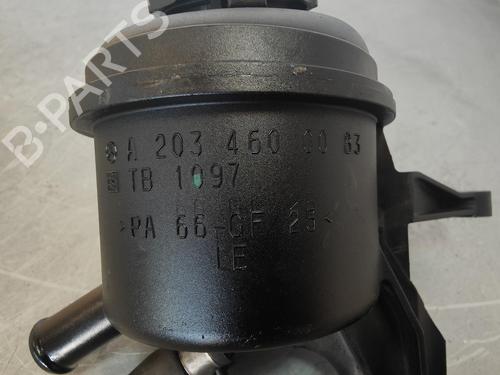 B-PARTS
A 203 460 00 83
TB 1097
>PA 66-GF 25<
LE